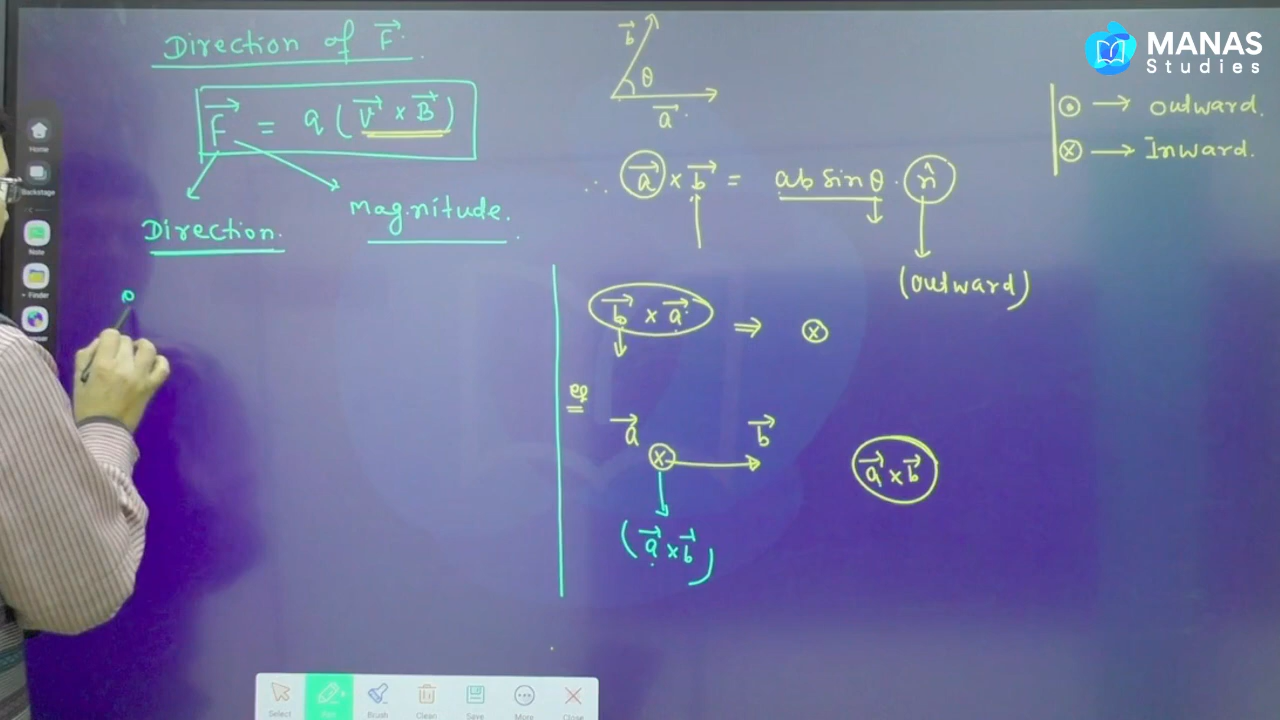 Direction of F⃗.
F⃗ = q ( V⃗ × B⃗ )
Direction.
Magnitude.
b⃗
θ
a⃗
∴ a⃗ × b⃗ = ab sin θ · n̂
(outward)
⊙ → outward.
⊗ → Inward.
b⃗ × a⃗ ⇒ ⊗
eg
a⃗
b⃗
⊗
(a⃗ × b⃗)
a⃗ × b⃗
MANAS
Studies
Home
Backstage
Note
Finder
Select
Pen
Brush
Clean
Save
More
Close